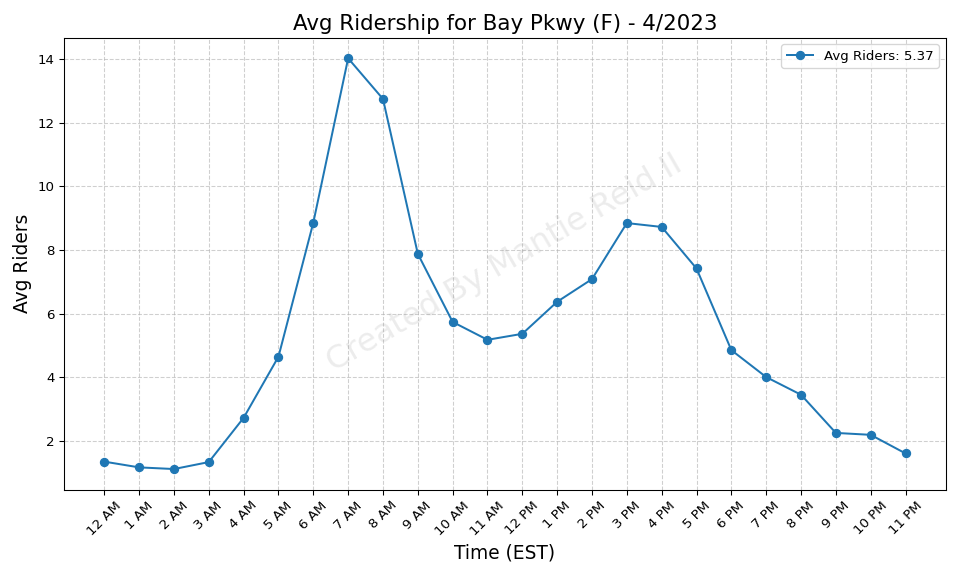 Avg Ridership for Bay Pkwy (F) - 4/2023
Avg Riders: 5.37
Avg Riders
14
12
10
8
6
4
2
Created By Mantie Reid II
12 AM
1 AM
2 AM
3 AM
4 AM
5 AM
6 AM
7 AM
8 AM
9 AM
10 AM
11 AM
12 PM
1 PM
2 PM
3 PM
4 PM
5 PM
6 PM
7 PM
8 PM
9 PM
10 PM
11 PM
Time (EST)